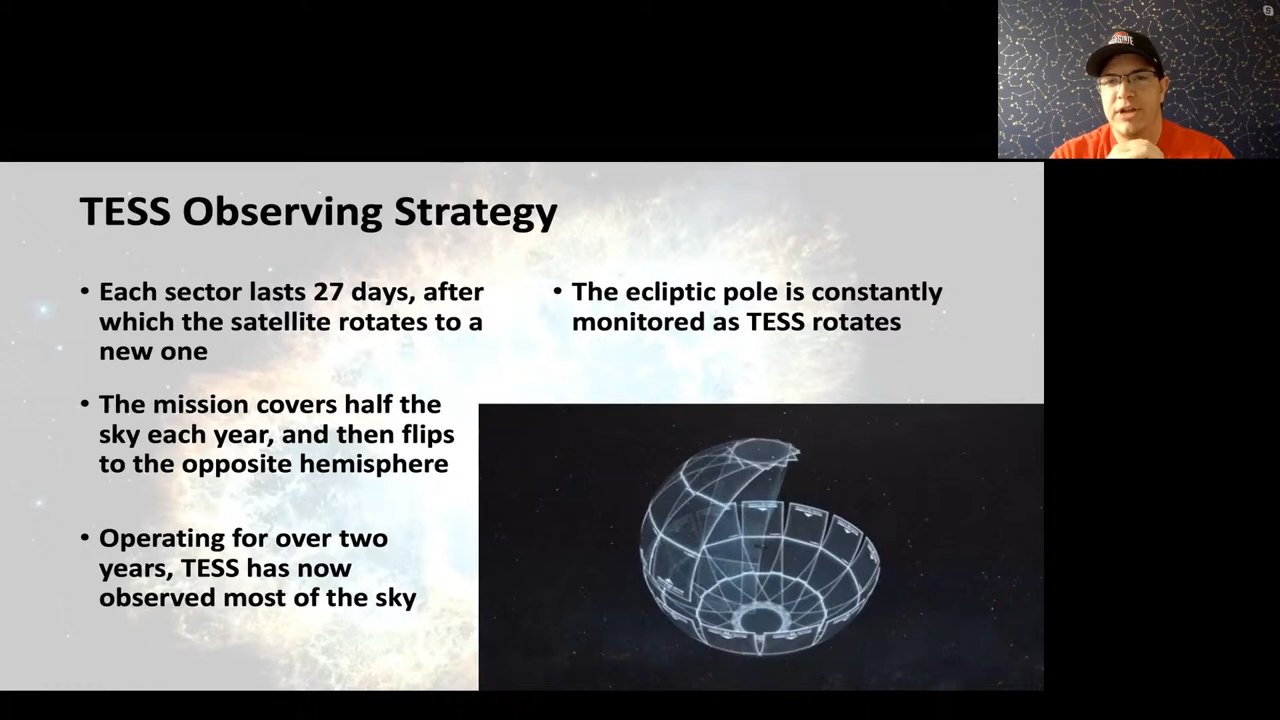 TESS Observing Strategy
• Each sector lasts 27 days, after
which the satellite rotates to a
new one
• The mission covers half the
sky each year, and then flips
to the opposite hemisphere
• Operating for over two
years, TESS has now
observed most of the sky
• The ecliptic pole is constantly
monitored as TESS rotates